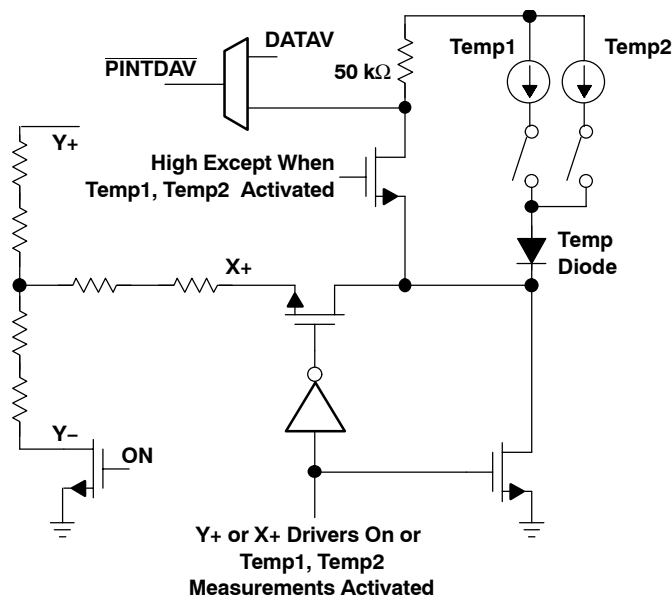 DATAV
PINTDAV
50 kΩ
Temp1
Temp2
Y+
High Except When
Temp1, Temp2 Activated
Temp
Diode
X+
Y−
ON
Y+ or X+ Drivers On or
Temp1, Temp2
Measurements Activated